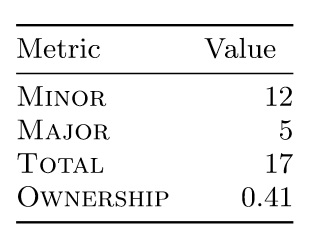 Metric Value
Minor 12
Major 5
Total 17
Ownership 0.41